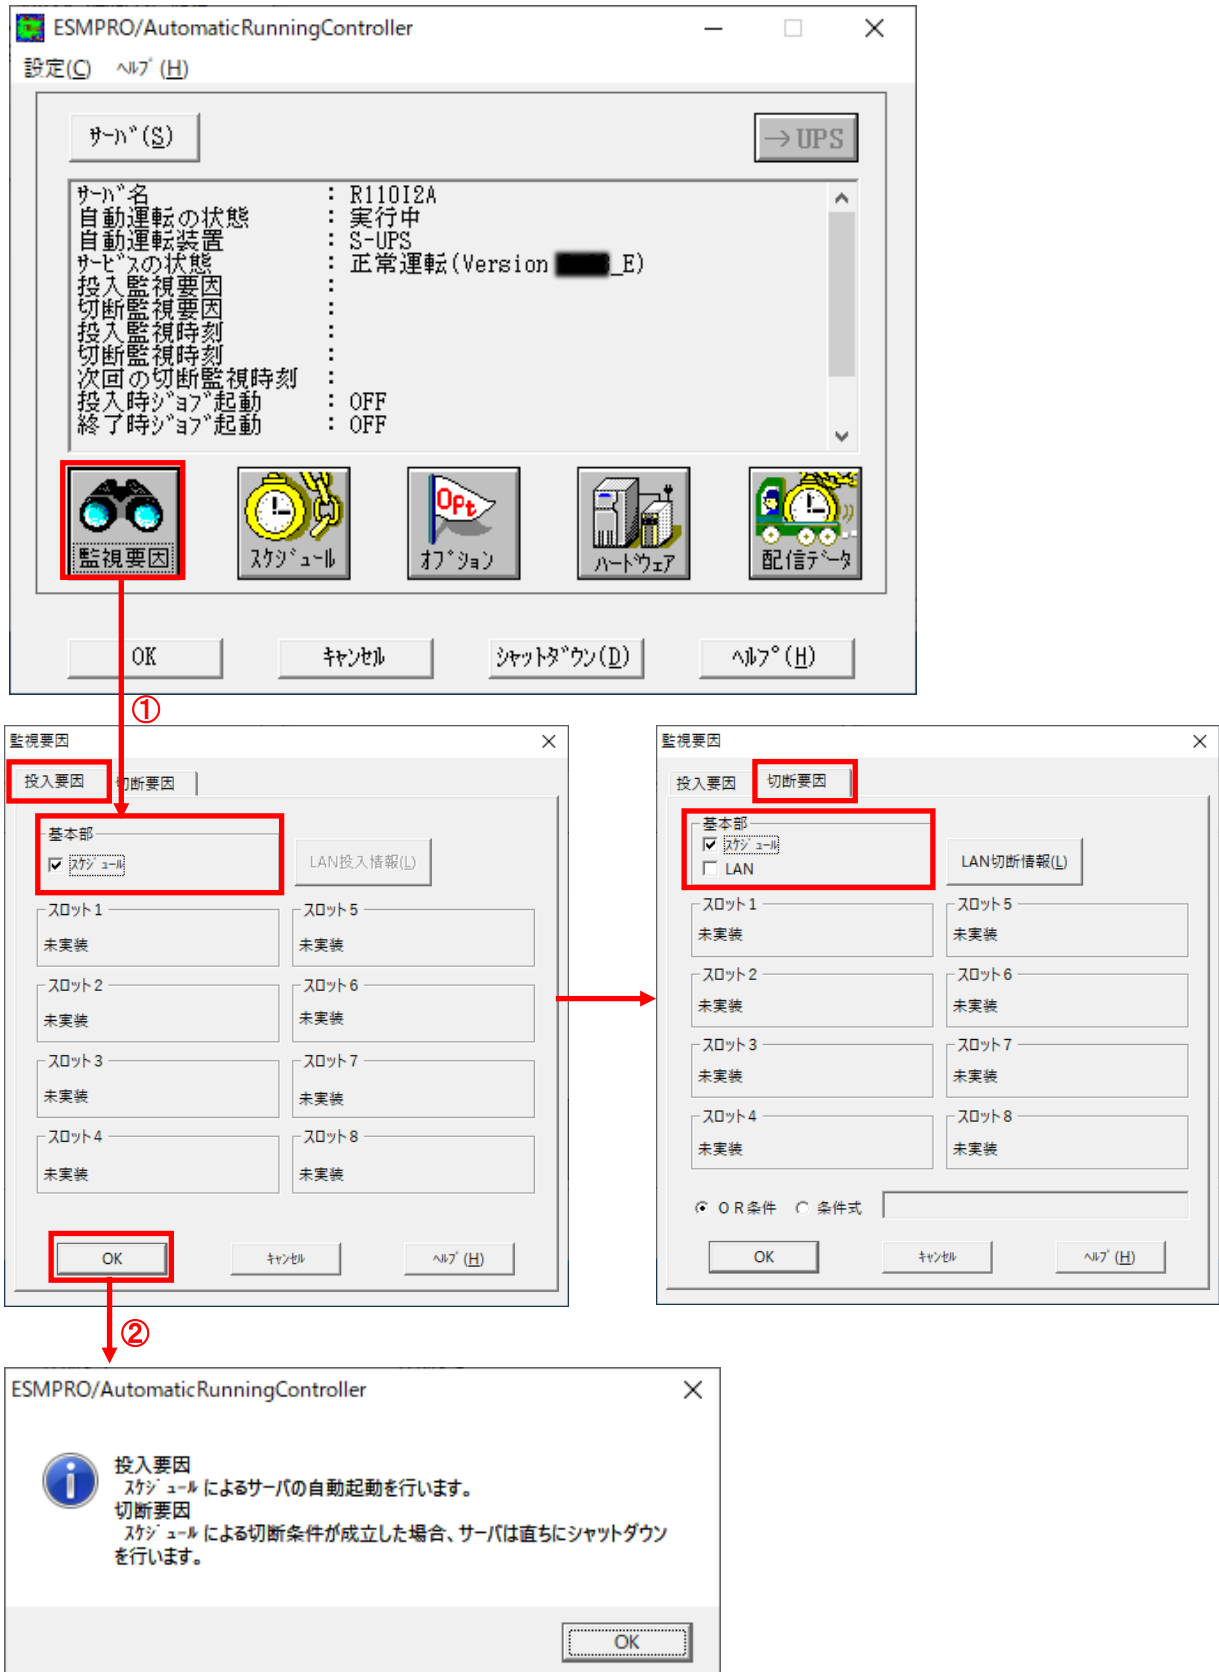 ESMPRO/AutomaticRunningController
設定(C) ﾍﾙﾌﾟ(H)
ｻｰﾊﾞ(S)
→UPS
ｻｰﾊﾞ名 : R110I2A
自動運転の状態 : 実行中
自動運転装置 : S-UPS
ｻｰﾋﾞｽの状態 : 正常運転(Version _E)
投入監視要因 :
切断監視要因 :
投入監視時刻 :
切断監視時刻 :
次回の切断監視時刻 :
投入時ｼﾞｮﾌﾞ起動 : OFF
終了時ｼﾞｮﾌﾞ起動 : OFF
監視要因
ｽｹｼﾞｭｰﾙ
Opt
ｵﾌﾟｼｮﾝ
ﾊｰﾄﾞｳｪｱ
配信ﾃﾞｰﾀ
OK
ｷｬﾝｾﾙ
ｼｬｯﾄﾀﾞｳﾝ(D)
ﾍﾙﾌﾟ(H)
①
監視要因
投入要因 切断要因
基本部
ｽｹｼﾞｭｰﾙ
LAN投入情報(L)
スロット1
未実装
スロット5
未実装
スロット2
未実装
スロット6
未実装
スロット3
未実装
スロット7
未実装
スロット4
未実装
スロット8
未実装
OK
ｷｬﾝｾﾙ
ﾍﾙﾌﾟ(H)
監視要因
投入要因 切断要因
基本部
ｽｹｼﾞｭｰﾙ
LAN
LAN切断情報(L)
スロット1
未実装
スロット5
未実装
スロット2
未実装
スロット6
未実装
スロット3
未実装
スロット7
未実装
スロット4
未実装
スロット8
未実装
ＯＲ条件 条件式
OK
ｷｬﾝｾﾙ
ﾍﾙﾌﾟ(H)
②
ESMPRO/AutomaticRunningController
投入要因
ｽｹｼﾞｭｰﾙによるサーバの自動起動を行います。
切断要因
ｽｹｼﾞｭｰﾙによる切断条件が成立した場合、サーバは直ちにシャットダウン
を行います。
OK